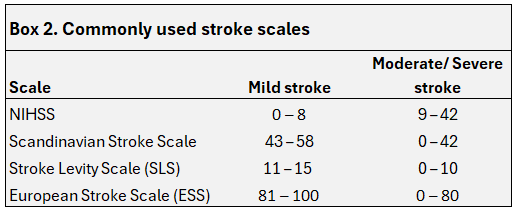 Box 2. Commonly used stroke scales
Moderate/ Severe
Scale Mild stroke stroke
NIHSS 0 – 8 9 – 42
Scandinavian Stroke Scale 43 – 58 0 – 42
Stroke Levity Scale (SLS) 11 – 15 0 – 10
European Stroke Scale (ESS) 81 – 100 0 – 80